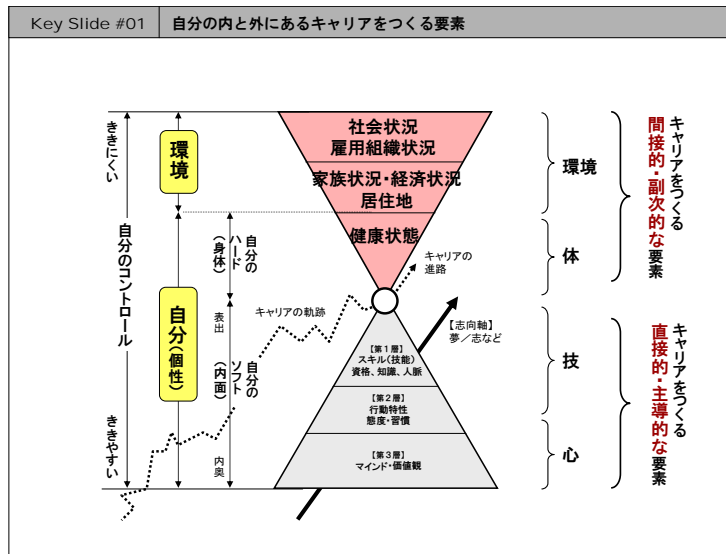 Key Slide #01
自分の内と外にあるキャリアをつくる要素
ききにくい
自分のコントロール
ききやすい
環境
自分(個性)
自分の
ハード
(身体)
表出
自分の
ソフト
(内面)
内奥
社会状況
雇用組織状況
家族状況・経済状況
居住地
健康状態
キャリアの
進路
キャリアの軌跡
【志向軸】
夢/志など
【第1層】
スキル(技能)
資格、知識、人脈
【第2層】
行動特性
態度・習慣
【第3層】
マインド・価値観
環境
体
技
心
キャリアをつくる
間接的・副次的な要素
キャリアをつくる
直接的・主導的な要素